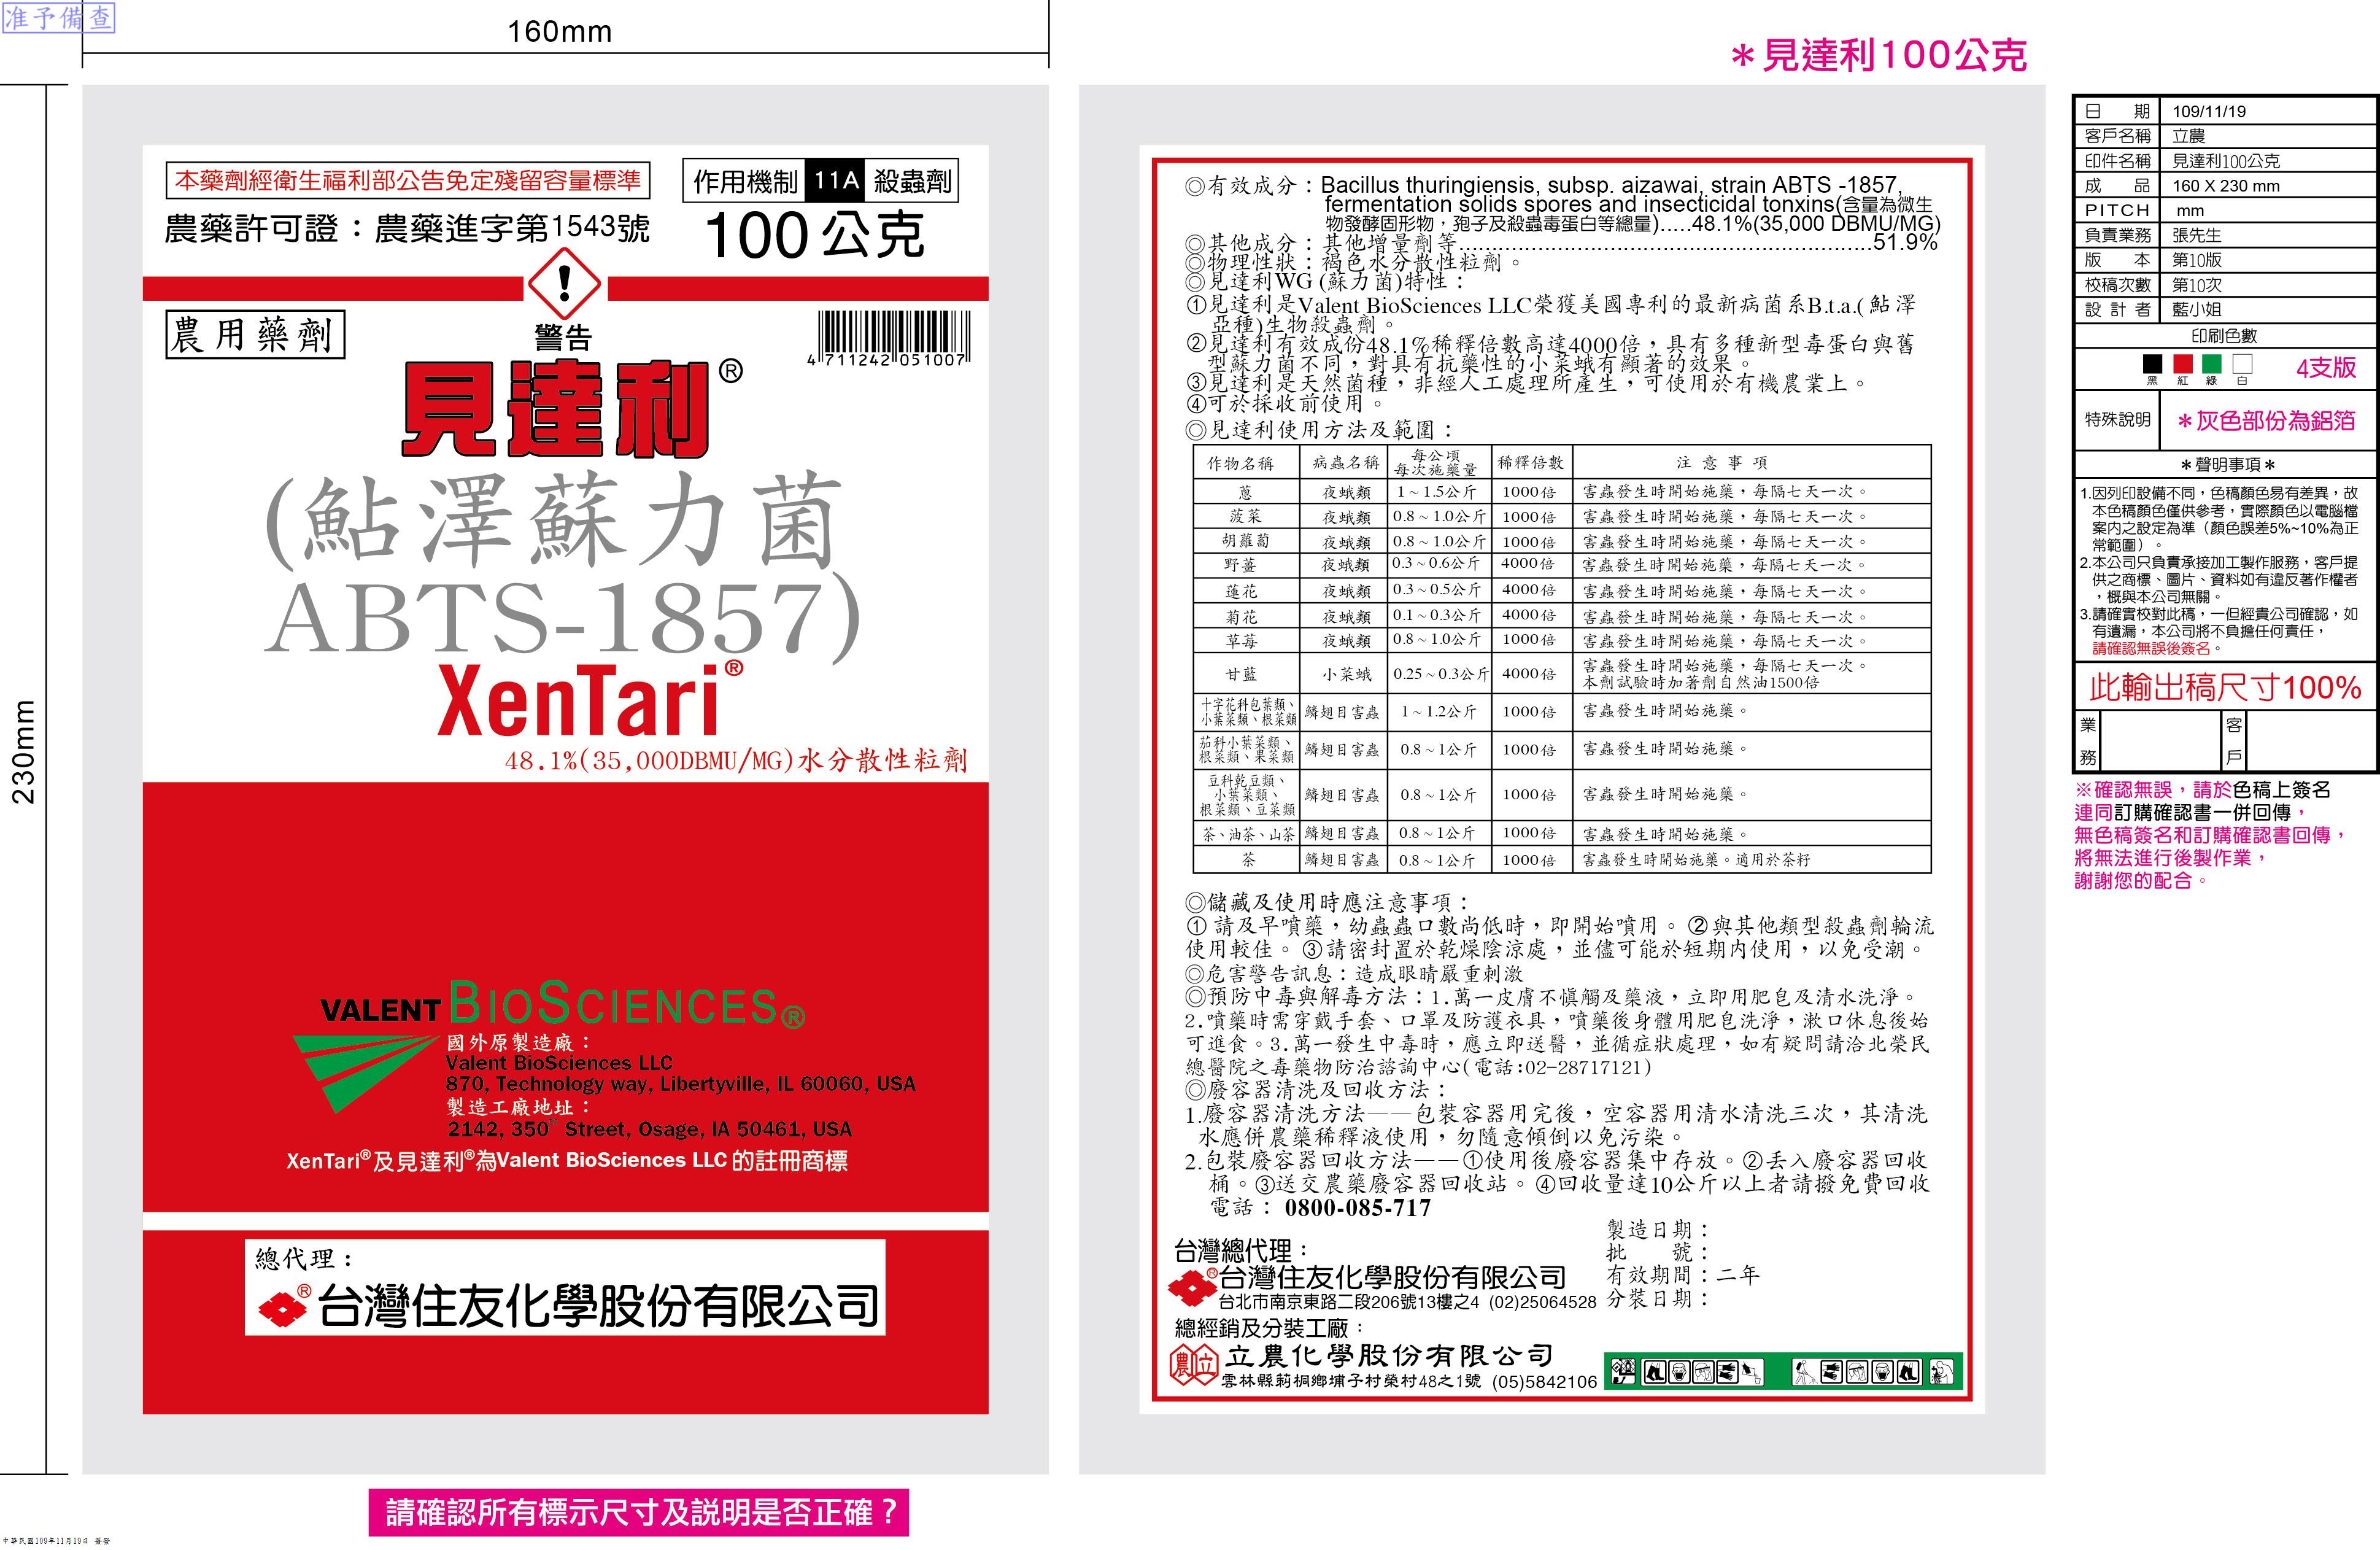 准予備查
160mm
230mm
＊見達利100公克
本藥劑經衛生福利部公告免定殘留容量標準
作用機制 11A 殺蟲劑
農藥許可證：農藥進字第1543號
100公克
農用藥劑
警告
4 711242 051007
見達利®
(鮎澤蘇力菌
ABTS-1857)
XenTari®
48.1%(35,000DBMU/MG)水分散性粒劑
VALENT BIOSCIENCES®
國外原製造廠：
Valent BioSciences LLC
870, Technology way, Libertyville, IL 60060, USA
製造工廠地址：
2142, 350th Street, Osage, IA 50461, USA
XenTari®及見達利®為Valent BioSciences LLC 的註冊商標
總代理：
®台灣住友化學股份有限公司
請確認所有標示尺寸及說明是否正確？
中華民國109年11月19日 簽發
◎有效成分：Bacillus thuringiensis, subsp. aizawai, strain ABTS -1857,
fermentation solids spores and insecticidal tonxins(含量為微生
物發酵固形物，孢子及殺蟲毒蛋白等總量).....48.1%(35,000 DBMU/MG)
◎其他成分：其他增量劑等...............................................................51.9%
◎物理性狀：褐色水分散性粒劑。
◎見達利WG (蘇力菌)特性：
①見達利是Valent BioSciences LLC榮獲美國專利的最新病菌系B.t.a.(鮎澤
亞種)生物殺蟲劑。
②見達利有效成份48.1%稀釋倍數高達4000倍，具有多種新型毒蛋白與舊
型蘇力菌不同，對具有抗藥性的小菜蛾有顯著的效果。
③見達利是天然菌種，非經人工處理所產生，可使用於有機農業上。
④可於採收前使用。
◎見達利使用方法及範圍：
作物名稱 病蟲名稱 每公頃每次施藥量 稀釋倍數 注意事項
蔥 夜蛾類 1～1.5公斤 1000倍 害蟲發生時開始施藥，每隔七天一次。
菠菜 夜蛾類 0.8～1.0公斤 1000倍 害蟲發生時開始施藥，每隔七天一次。
胡蘿蔔 夜蛾類 0.8～1.0公斤 1000倍 害蟲發生時開始施藥，每隔七天一次。
野薑 夜蛾類 0.3～0.6公斤 4000倍 害蟲發生時開始施藥，每隔七天一次。
蓮花 夜蛾類 0.3～0.5公斤 4000倍 害蟲發生時開始施藥，每隔七天一次。
菊花 夜蛾類 0.1～0.3公斤 4000倍 害蟲發生時開始施藥，每隔七天一次。
草莓 夜蛾類 0.8～1.0公斤 1000倍 害蟲發生時開始施藥，每隔七天一次。
甘藍 小菜蛾 0.25～0.3公斤 4000倍 害蟲發生時開始施藥，每隔七天一次。
本劑試驗時加著劑自然油1500倍
十字花科包葉類、
小葉菜類、根菜類 鱗翅目害蟲 1～1.2公斤 1000倍 害蟲發生時開始施藥。
茄科小葉菜類、
根菜類、果菜類 鱗翅目害蟲 0.8～1公斤 1000倍 害蟲發生時開始施藥。
豆科乾豆類、
小葉菜類、
根菜類、豆菜類 鱗翅目害蟲 0.8～1公斤 1000倍 害蟲發生時開始施藥。
茶、油茶、山茶 鱗翅目害蟲 0.8～1公斤 1000倍 害蟲發生時開始施藥。
茶 鱗翅目害蟲 0.8～1公斤 1000倍 害蟲發生時開始施藥。適用於茶籽
◎儲藏及使用時應注意事項：
①請及早噴藥，幼蟲蟲口數尚低時，即開始噴用。②與其他類型殺蟲劑輪流
使用較佳。③請密封置於乾燥陰涼處，並儘可能於短期內使用，以免受潮。
◎危害警告訊息：造成眼睛嚴重刺激
◎預防中毒與解毒方法：1.萬一皮膚不慎觸及藥液，立即用肥皂及清水洗淨。
2.噴藥時需穿戴手套、口罩及防護衣具，噴藥後身體用肥皂洗淨，漱口休息後始
可進食。3.萬一發生中毒時，應立即送醫，並循症狀處理，如有疑問請洽北榮民
總醫院之毒藥物防治諮詢中心(電話:02-28717121)
◎廢容器清洗及回收方法：
1.廢容器清洗方法——包裝容器用完後，空容器用清水清洗三次，其清洗
水應併農藥稀釋液使用，勿隨意傾倒以免污染。
2.包裝廢容器回收方法——①使用後廢容器集中存放。②丟入廢容器回收
桶。③送交農藥廢容器回收站。④回收量達10公斤以上者請撥免費回收
電話：0800-085-717
製造日期：
批　　號：
有效期間：二年
分裝日期：
台灣總代理：
®台灣住友化學股份有限公司
台北市南京東路二段206號13樓之4 (02)25064528
總經銷及分裝工廠：
農立 立農化學股份有限公司
雲林縣莿桐鄉埔子村榮村48之1號 (05)5842106
日期 109/11/19
客戶名稱 立農
印件名稱 見達利100公克
成品 160 X 230 mm
PITCH mm
負責業務 張先生
版本 第10版
校稿次數 第10次
設計者 藍小姐
印刷色數
黑 紅 綠 白 4支版
特殊說明 ＊灰色部份為鋁箔
＊聲明事項＊
1.因列印設備不同，色稿顏色易有差異，故
本色稿顏色僅供參考，實際顏色以電腦檔
案內之設定為準（顏色誤差5%~10%為正
常範圍）。
2.本公司只負責承接加工製作服務，客戶提
供之商標、圖片、資料如有違反著作權者
，概與本公司無關。
3.請確實校對此稿，一但經貴公司確認，如
有遺漏，本公司將不負擔任何責任，
請確認無誤後簽名。
此輸出稿尺寸100%
業務 客戶
※確認無誤，請於色稿上簽名
連同訂購確認書一併回傳，
無色稿簽名和訂購確認書回傳，
將無法進行後製作業，
謝謝您的配合。